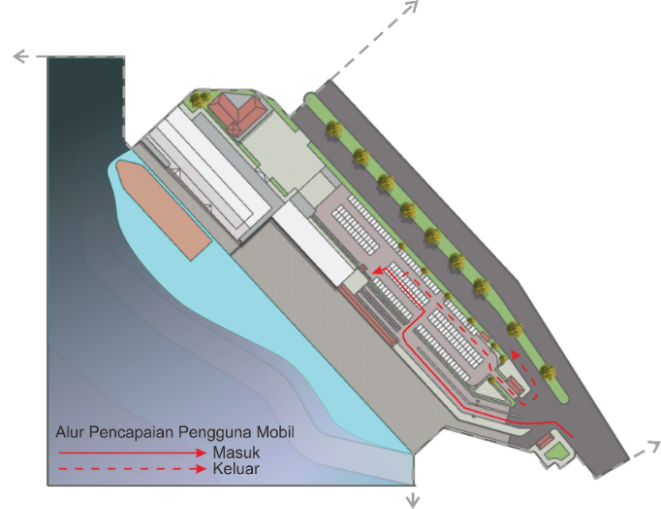 Alur Pencapaian Pengguna Mobil
Masuk
Keluar